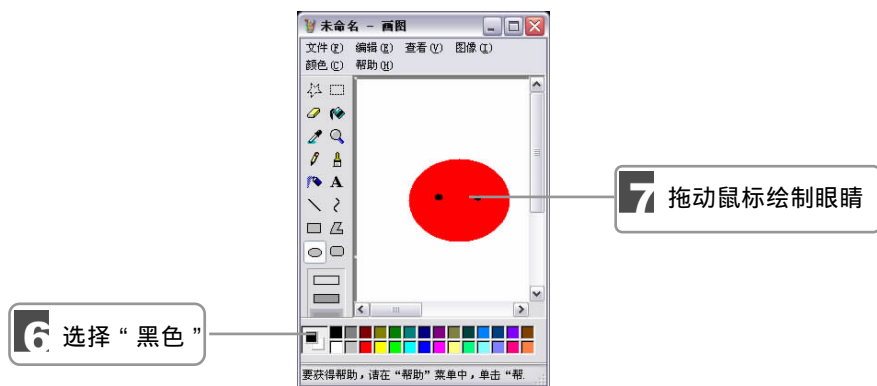 未命名 - 画图
文件(F) 编辑(E) 查看(V) 图像(I)
颜色(C) 帮助(H)
A
7 拖动鼠标绘制眼睛
6 选择“黑色”
要获得帮助，请在“帮助”菜单中，单击“帮.